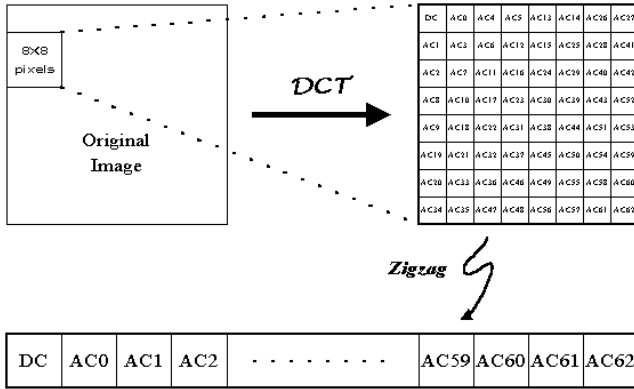 8X8
pixels
Original
Image
DCT
DC AC0 AC4 AC5 AC13 AC14 AC26 AC27
AC1 AC3 AC6 AC12 AC15 AC25 AC28 AC41
AC2 AC7 AC11 AC16 AC24 AC29 AC40 AC42
AC8 AC10 AC17 AC23 AC30 AC39 AC43 AC52
AC9 AC18 AC22 AC31 AC38 AC44 AC51 AC53
AC19 AC21 AC32 AC37 AC45 AC50 AC54 AC59
AC20 AC33 AC36 AC46 AC49 AC55 AC58 AC60
AC34 AC35 AC47 AC48 AC56 AC57 AC61 AC62
Zigzag
DC AC0 AC1 AC2 · · · · · · · · AC59 AC60 AC61 AC62